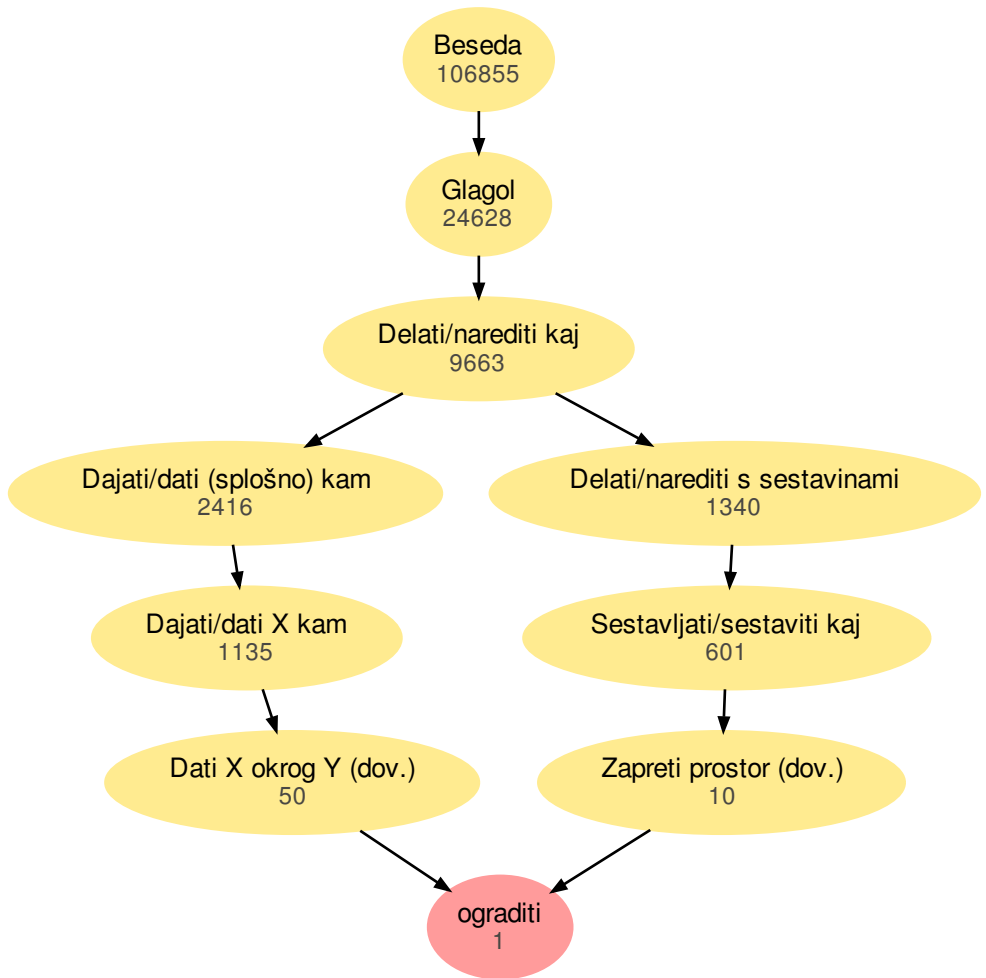 Beseda
106855
Glagol
24628
Delati/narediti kaj
9663
Dajati/dati (splošno) kam
2416
Delati/narediti s sestavinami
1340
Dajati/dati X kam
1135
Sestavljati/sestaviti kaj
601
Dati X okrog Y (dov.)
50
Zapreti prostor (dov.)
10
ograditi
1